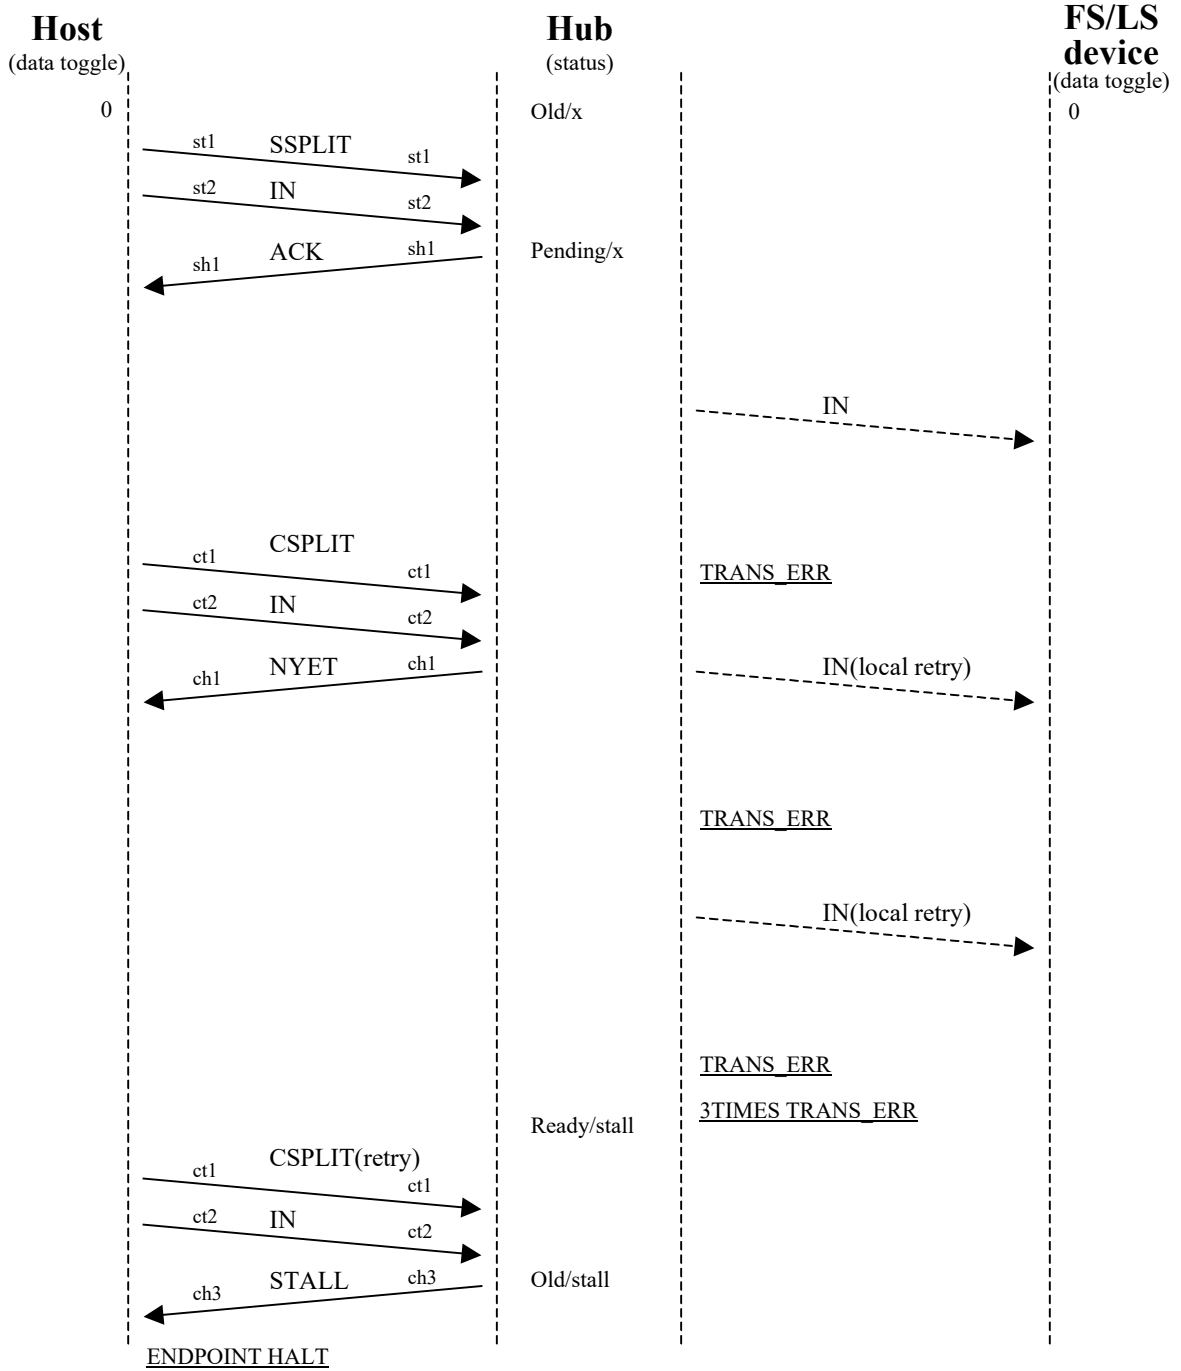 Host
(data toggle)
Hub
(status)
FS/LS
device
(data toggle)
0
Old/x
0
st1
SSPLIT
st1
st2
IN
st2
ACK
sh1
sh1
Pending/x
IN
CSPLIT
ct1
ct1
TRANS_ERR
ct2
IN
ct2
NYET
ch1
ch1
IN(local retry)
TRANS_ERR
IN(local retry)
TRANS_ERR
3TIMES TRANS_ERR
Ready/stall
CSPLIT(retry)
ct1
ct1
ct2
IN
ct2
STALL
ch3
ch3
Old/stall
ENDPOINT HALT